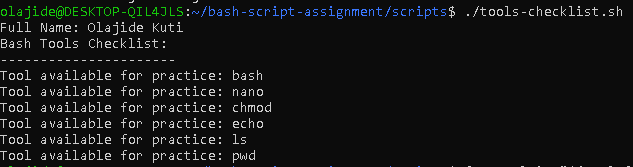 olajide@DESKTOP-QIL4JLS:~/bash-script-assignment/scripts$ ./tools-checklist.sh
Full Name: Olajide Kuti
Bash Tools Checklist:
----------------------
Tool available for practice: bash
Tool available for practice: nano
Tool available for practice: chmod
Tool available for practice: echo
Tool available for practice: ls
Tool available for practice: pwd